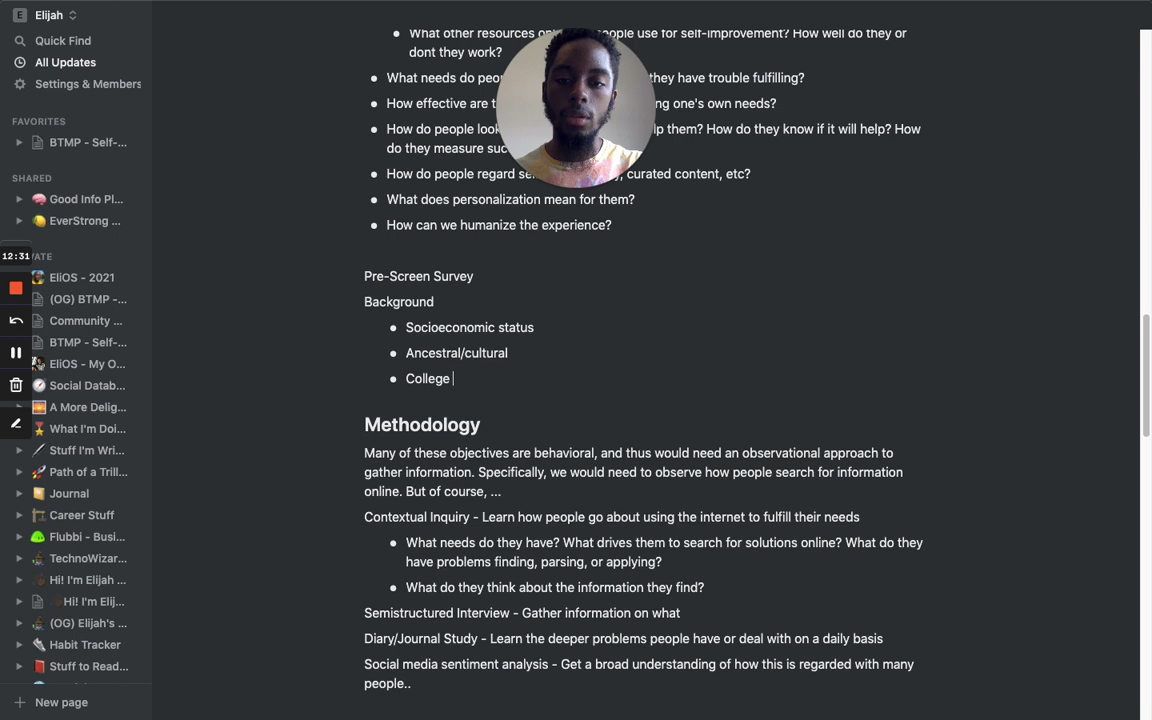 E Elijah
Quick Find
All Updates
Settings & Members
FAVORITES
BTMP - Self-...
SHARED
Good Info Pl...
EverStrong ...
12:31 ATE
EliOS - 2021
(OG) BTMP -...
Community ...
BTMP - Self-...
EliOS - My O...
Social Datab...
A More Delig...
What I'm Doi...
Stuff I'm Wri...
Path of a Trill...
Journal
Career Stuff
Flubbi - Busi...
TechnoWizar...
Hi! I'm Elijah ...
Hi! I'm Elij...
(OG) Elijah's ...
Habit Tracker
Stuff to Read...
New page
What other resources people use for self-improvement? How well do they or
dont they work?
What needs do they have trouble fulfilling?
How effective are one's own needs?
How do people look them? How do they know if it will help? How
do they measure
How do people regard curated content, etc?
What does personalization mean for them?
How can we humanize the experience?
Pre-Screen Survey
Background
Socioeconomic status
Ancestral/cultural
College
Methodology
Many of these objectives are behavioral, and thus would need an observational approach to
gather information. Specifically, we would need to observe how people search for information
online. But of course, ...
Contextual Inquiry - Learn how people go about using the internet to fulfill their needs
What needs do they have? What drives them to search for solutions online? What do they
have problems finding, parsing, or applying?
What do they think about the information they find?
Semistructured Interview - Gather information on what
Diary/Journal Study - Learn the deeper problems people have or deal with on a daily basis
Social media sentiment analysis - Get a broad understanding of how this is regarded with many
people..